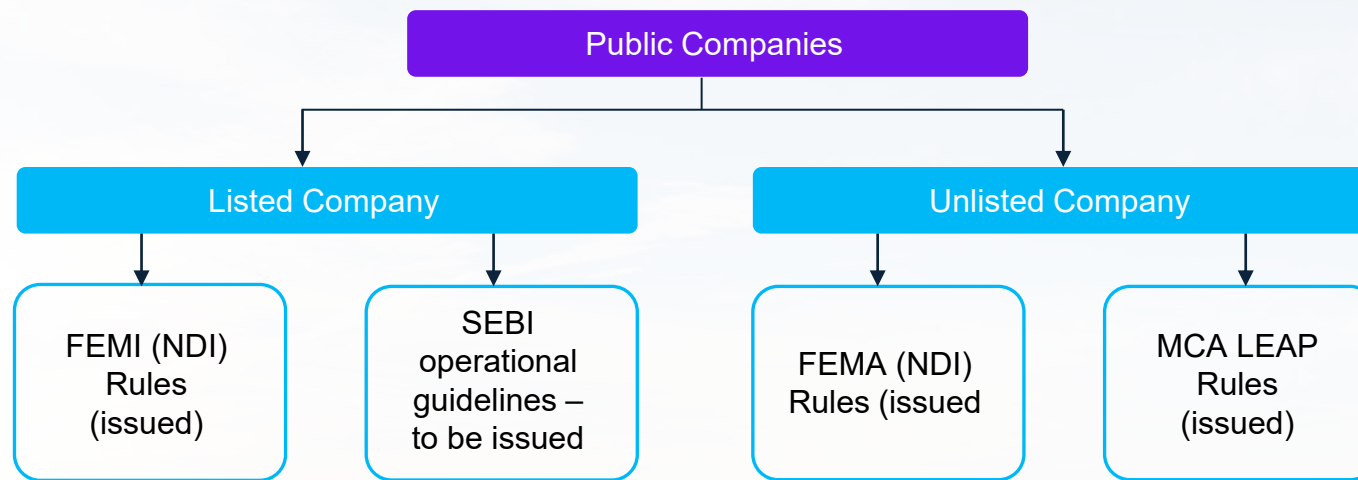 Public Companies
Listed Company
Unlisted Company
FEMI (NDI)
Rules
(issued)
SEBI
operational
guidelines –
to be issued
FEMA (NDI)
Rules (issued
MCA LEAP
Rules
(issued)